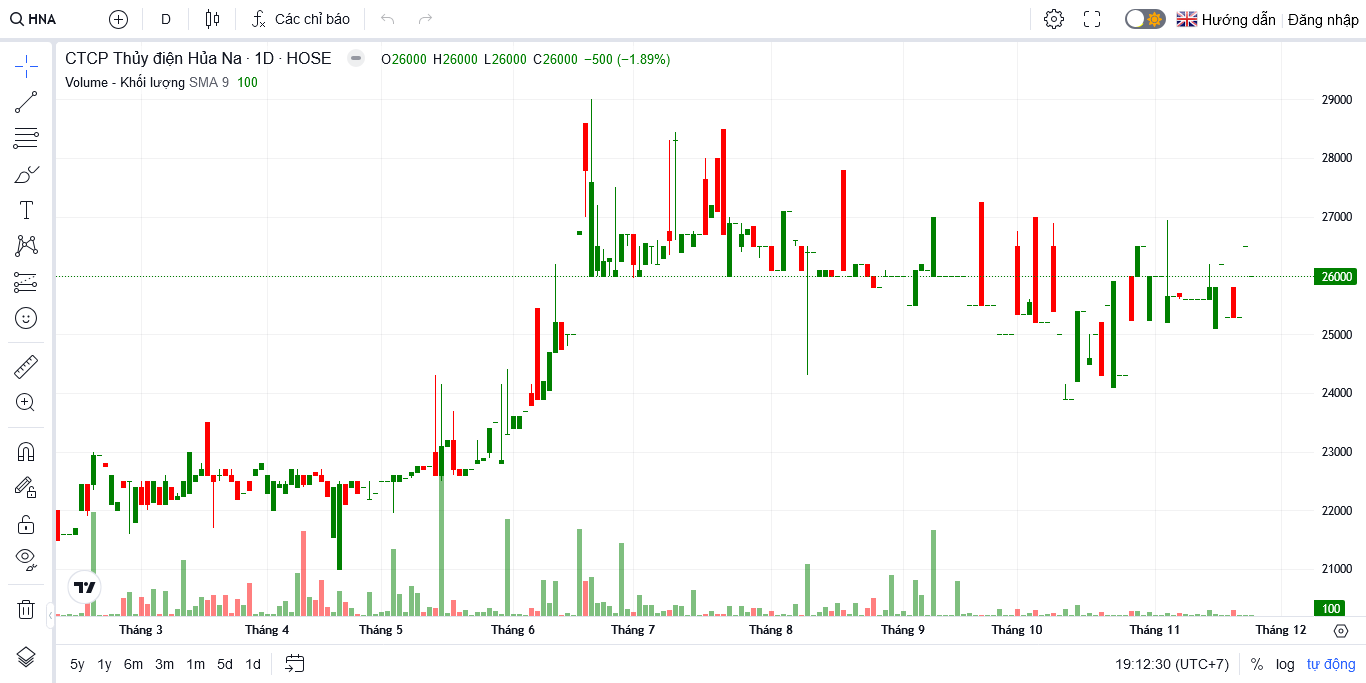 HNA D Các chỉ báo Hướng dẫn Đăng nhập
CTCP Thủy điện Hủa Na · 1D · HOSE O26000 H26000 L26000 C26000 −500 (−1.89%)
Volume - Khối lượng SMA 9 100
29000
28000
27000
26000
25000
24000
23000
22000
21000
100
Tháng 3 Tháng 4 Tháng 5 Tháng 6 Tháng 7 Tháng 8 Tháng 9 Tháng 10 Tháng 11 Tháng 12
5y 1y 6m 3m 1m 5d 1d 19:12:30 (UTC+7) % log tự động